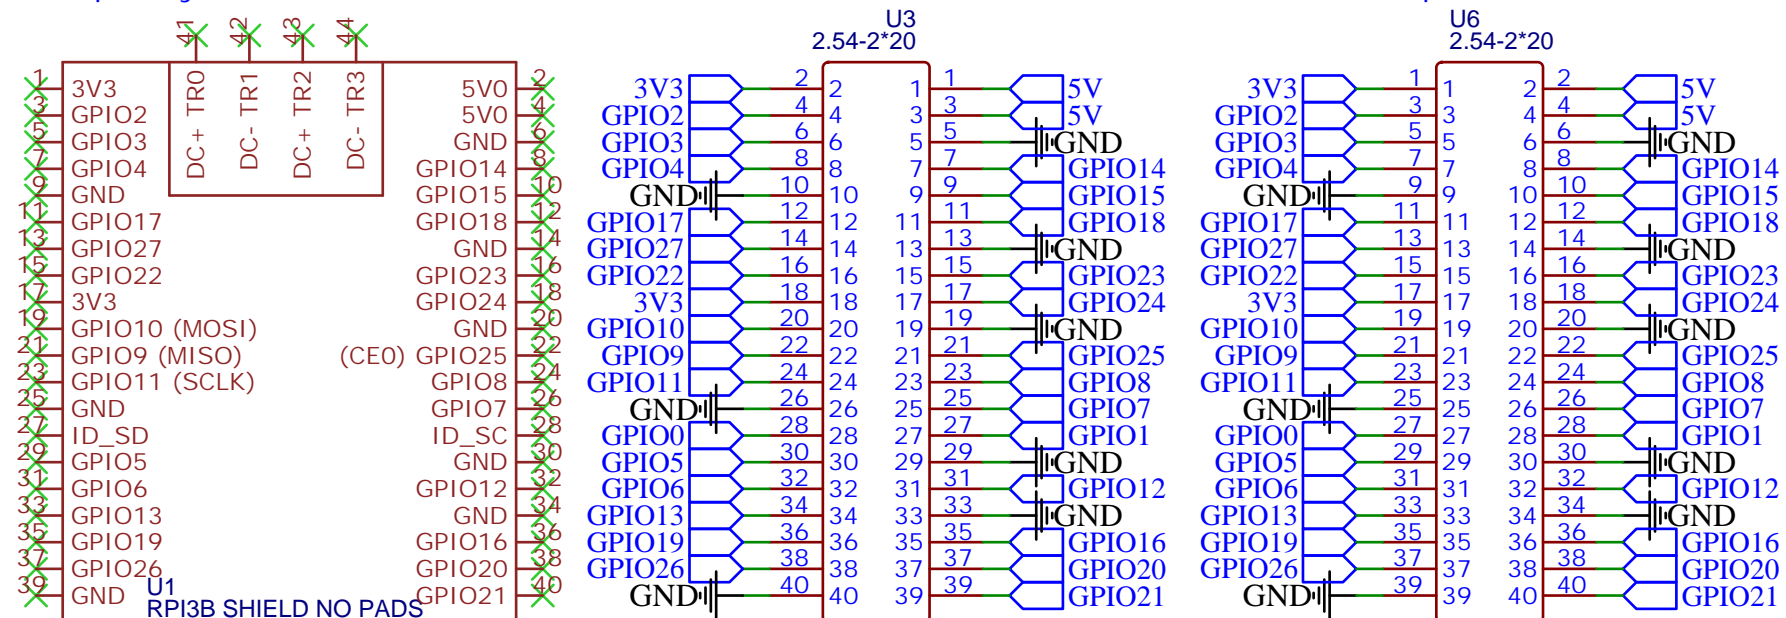 41 42 43 44
TR0 TR1 TR2 TR3
DC+ DC- DC+ DC-
1 3V3 5V0 2
3 GPIO2 5V0 4
5 GPIO3 GND 6
7 GPIO4 GPIO14 8
9 GND GPIO15 10
11 GPIO17 GPIO18 12
13 GPIO27 GND 14
15 GPIO22 GPIO23 16
17 3V3 GPIO24 18
19 GPIO10 (MOSI) GND 20
21 GPIO9 (MISO) (CE0) GPIO25 22
23 GPIO11 (SCLK) GPIO8 24
25 GND GPIO7 26
27 ID_SD ID_SC 28
29 GPIO5 GND 30
31 GPIO6 GPIO12 32
33 GPIO13 GND 34
35 GPIO19 GPIO16 36
37 GPIO26 GPIO20 38
39 GND GPIO21 40
U1
RPI3B SHIELD NO PADS
U3
2.54-2*20
3V3 2 2 1 1 5V
GPIO2 4 4 3 3 5V
GPIO3 6 6 5 5 GND
GPIO4 8 8 7 7 GPIO14
GND 10 10 9 9 GPIO15
GPIO17 12 12 11 11 GPIO18
GPIO27 14 14 13 13 GND
GPIO22 16 16 15 15 GPIO23
3V3 18 18 17 17 GPIO24
GPIO10 20 20 19 19 GND
GPIO9 22 22 21 21 GPIO25
GPIO11 24 24 23 23 GPIO8
GND 26 26 25 25 GPIO7
GPIO0 28 28 27 27 GPIO1
GPIO5 30 30 29 29 GND
GPIO6 32 32 31 31 GPIO12
GPIO13 34 34 33 33 GND
GPIO19 36 36 35 35 GPIO16
GPIO26 38 38 37 37 GPIO20
GND 40 40 39 39 GPIO21
U6
2.54-2*20
3V3 1 1 2 2 5V
GPIO2 3 3 4 4 5V
GPIO3 5 5 6 6 GND
GPIO4 7 7 8 8 GPIO14
GND 9 9 10 10 GPIO15
GPIO17 11 11 12 12 GPIO18
GPIO27 13 13 14 14 GND
GPIO22 15 15 16 16 GPIO23
3V3 17 17 18 18 GPIO24
GPIO10 19 19 20 20 GND
GPIO9 21 21 22 22 GPIO25
GPIO11 23 23 24 24 GPIO8
GND 25 25 26 26 GPIO7
GPIO0 27 27 28 28 GPIO1
GPIO5 29 29 30 30 GND
GPIO6 31 31 32 32 GPIO12
GPIO13 33 33 34 34 GND
GPIO19 35 35 36 36 GPIO16
GPIO26 37 37 38 38 GPIO20
GND 39 39 40 40 GPIO21